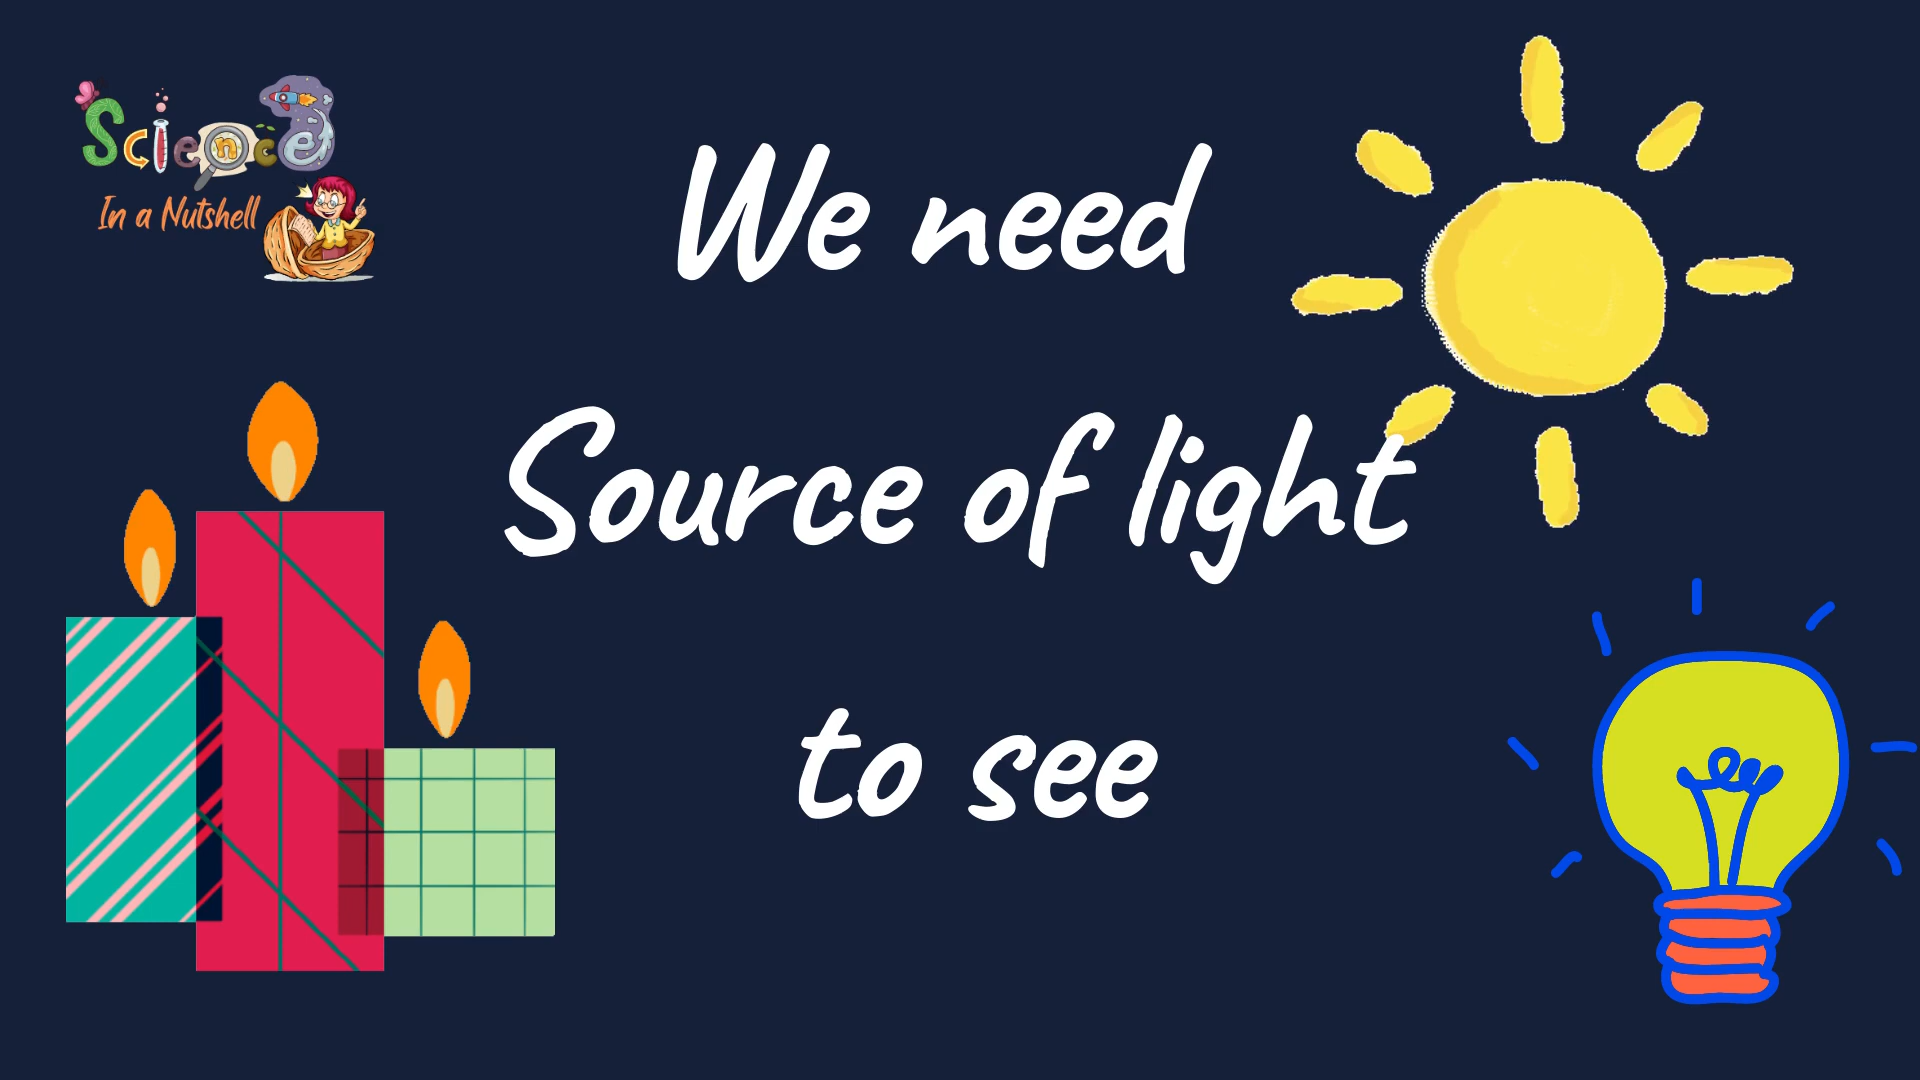 Science
In a Nutshell
We need
Source of light
to see